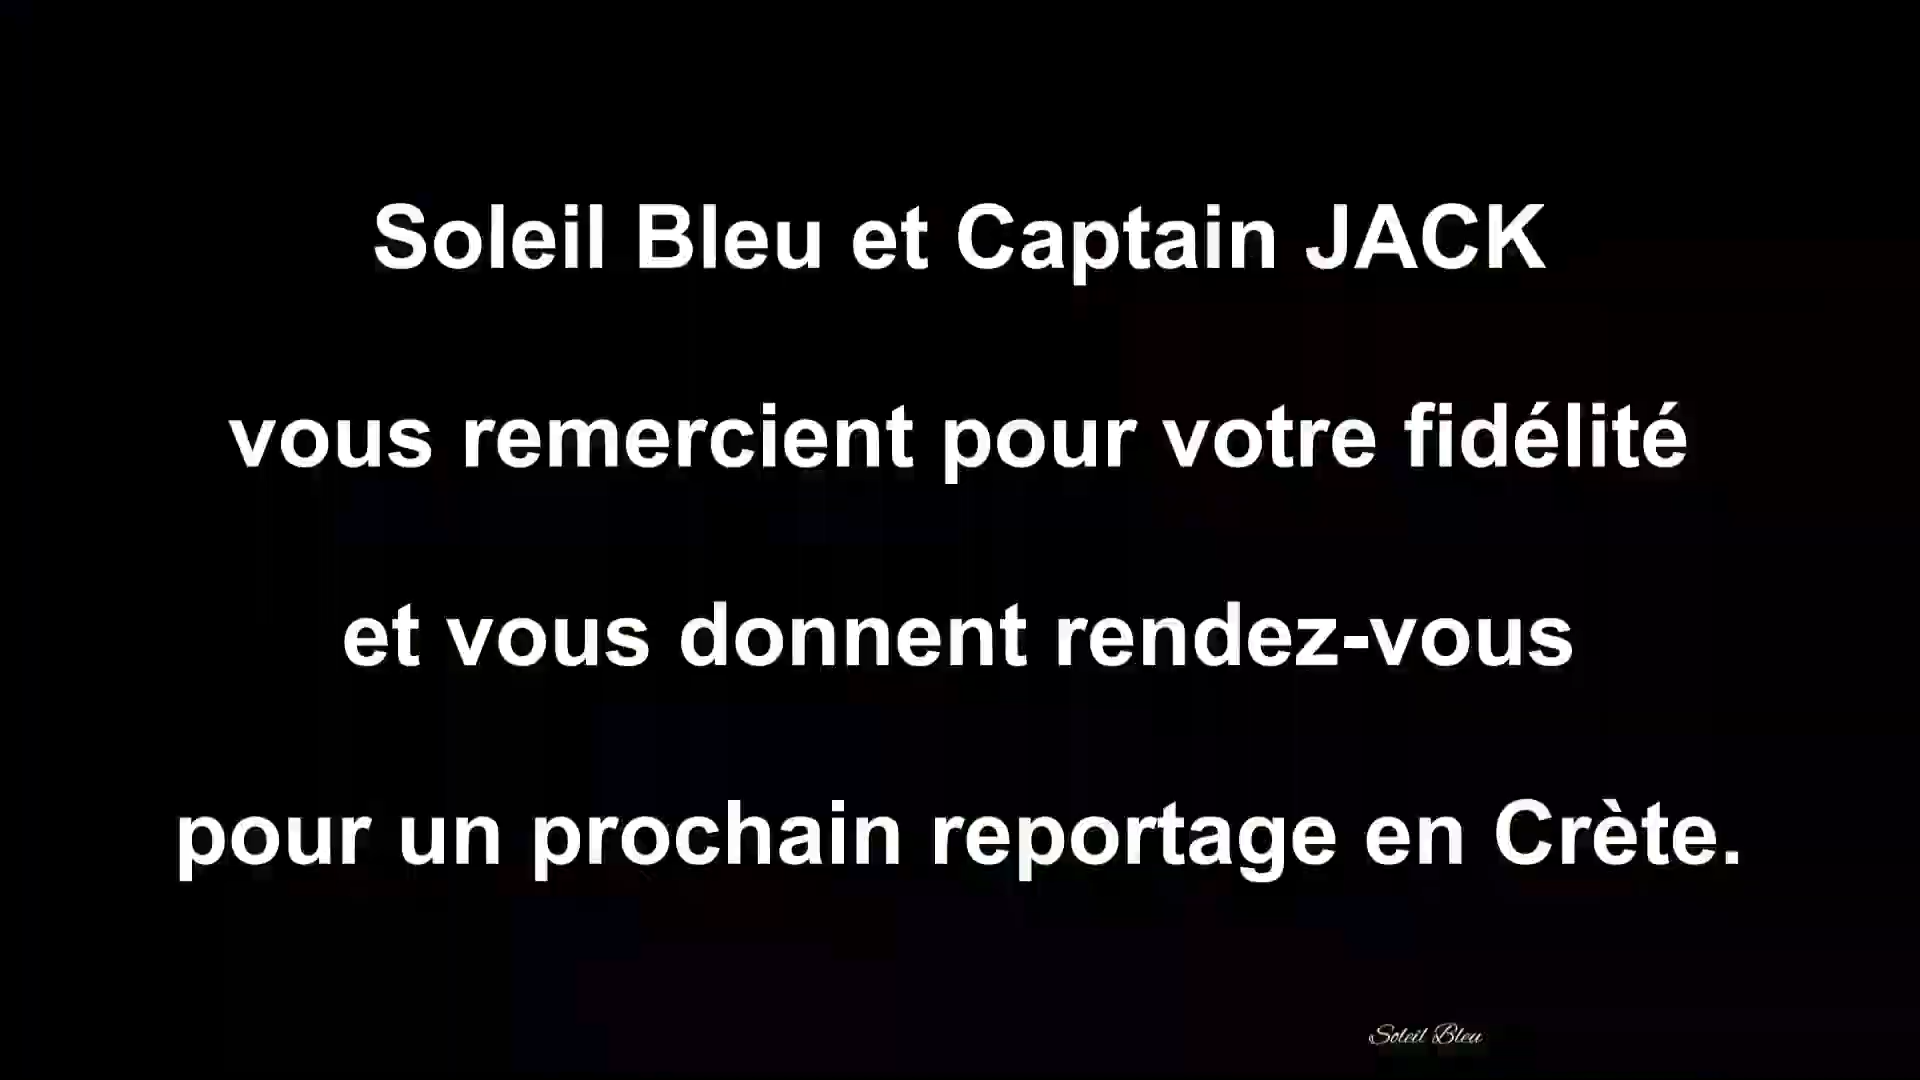 Soleil Bleu et Captain JACK
vous remercient pour votre fidélité
et vous donnent rendez-vous
pour un prochain reportage en Crète.
Soleil Bleu